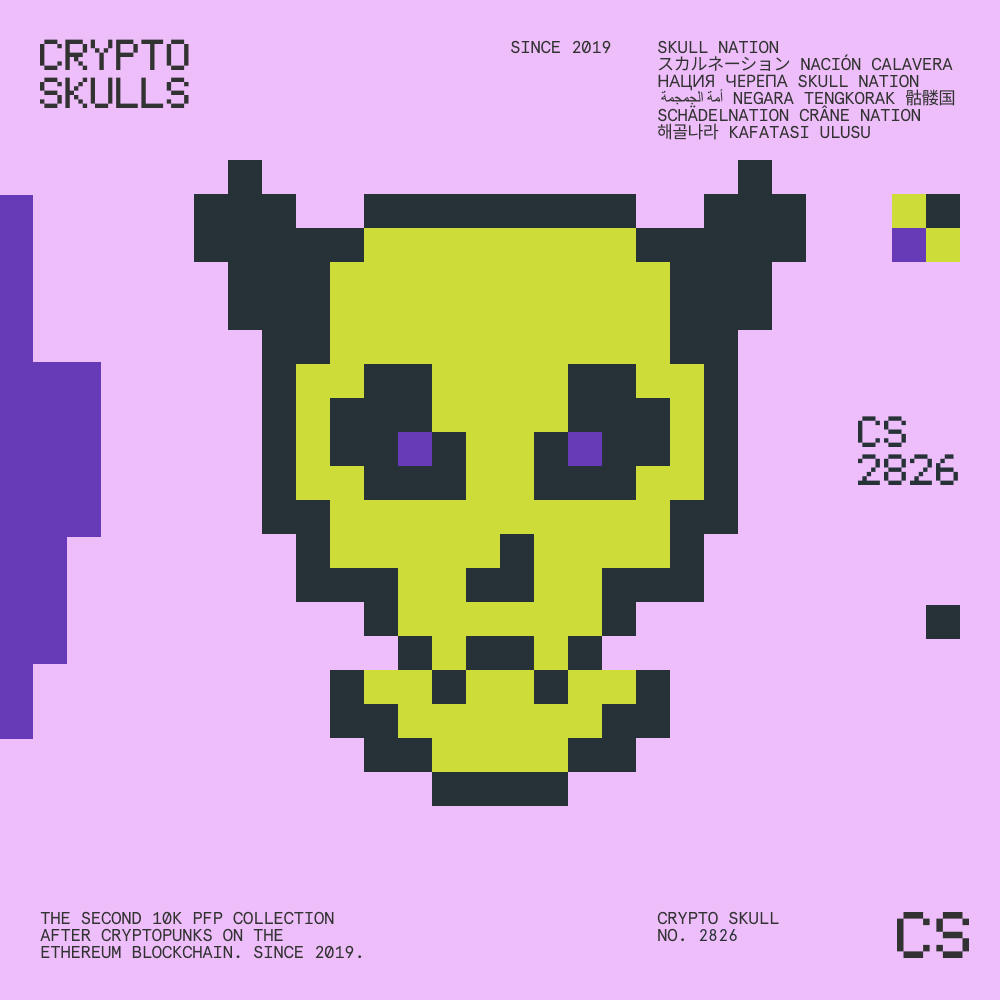 CRYPTO
SKULLS
SINCE 2019
SKULL NATION
スカルネーション NACIÓN CALAVERA
НАЦИЯ ЧЕРЕПА SKULL NATION
أمة الجمجمة NEGARA TENGKORAK 骷髅国
SCHÄDELNATION CRÂNE NATION
해골나라 KAFATASI ULUSU
CS
2826
THE SECOND 10K PFP COLLECTION
AFTER CRYPTOPUNKS ON THE
ETHEREUM BLOCKCHAIN. SINCE 2019.
CRYPTO SKULL
NO. 2826
CS